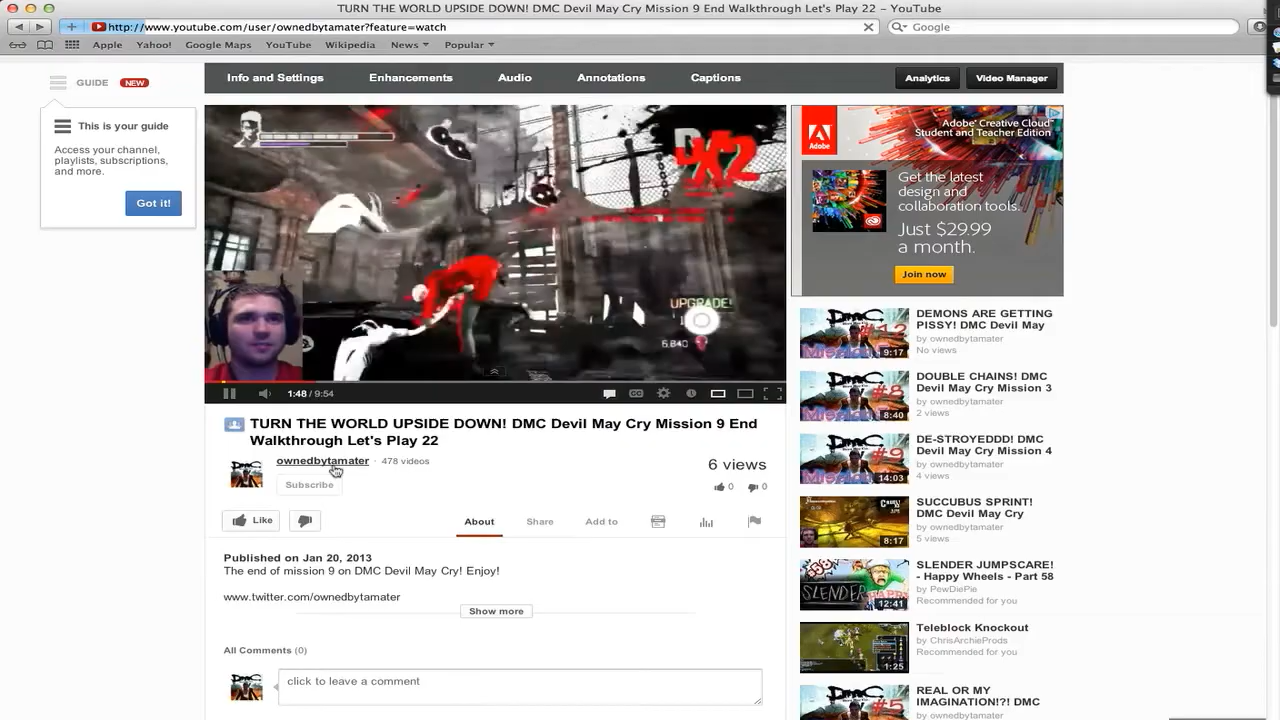 TURN THE WORLD UPSIDE DOWN! DMC Devil May Cry Mission 9 End Walkthrough Let's Play 22 - YouTube
http://www.youtube.com/user/ownedbytamater?feature=watch
Google
Apple Yahoo! Google Maps YouTube Wikipedia News Popular
GUIDE NEW
Info and Settings Enhancements Audio Annotations Captions Analytics Video Manager
This is your guide
Access your channel,
playlists, subscriptions,
and more.
Got it!
UPGRADE!
1:48 / 9:54
Adobe
Adobe® Creative Cloud™
Student and Teacher Edition
Get the latest
design and
collaboration tools.
Just $29.99
a month.
Join now
TURN THE WORLD UPSIDE DOWN! DMC Devil May Cry Mission 9 End
Walkthrough Let's Play 22
ownedbytamater · 478 videos
Subscribe
6 views
0 0
Like
About Share Add to
Published on Jan 20, 2013
The end of mission 9 on DMC Devil May Cry! Enjoy!
www.twitter.com/ownedbytamater
Show more
All Comments (0)
click to leave a comment
#12
9:17
DEMONS ARE GETTING
PISSY! DMC Devil May
by ownedbytamater
No views
#8
8:40
DOUBLE CHAINS! DMC
Devil May Cry Mission 3
by ownedbytamater
2 views
#9
14:03
DE-STROYEDDD! DMC
Devil May Cry Mission 4
by ownedbytamater
4 views
8:17
SUCCUBUS SPRINT!
DMC Devil May Cry
by ownedbytamater
5 views
SLENDER
12:41
SLENDER JUMPSCARE!
- Happy Wheels - Part 58
by PewDiePie
Recommended for you
1:25
Teleblock Knockout
by ChrisArchieProds
Recommended for you
#5
REAL OR MY
IMAGINATION!?! DMC
by ownedbytamater